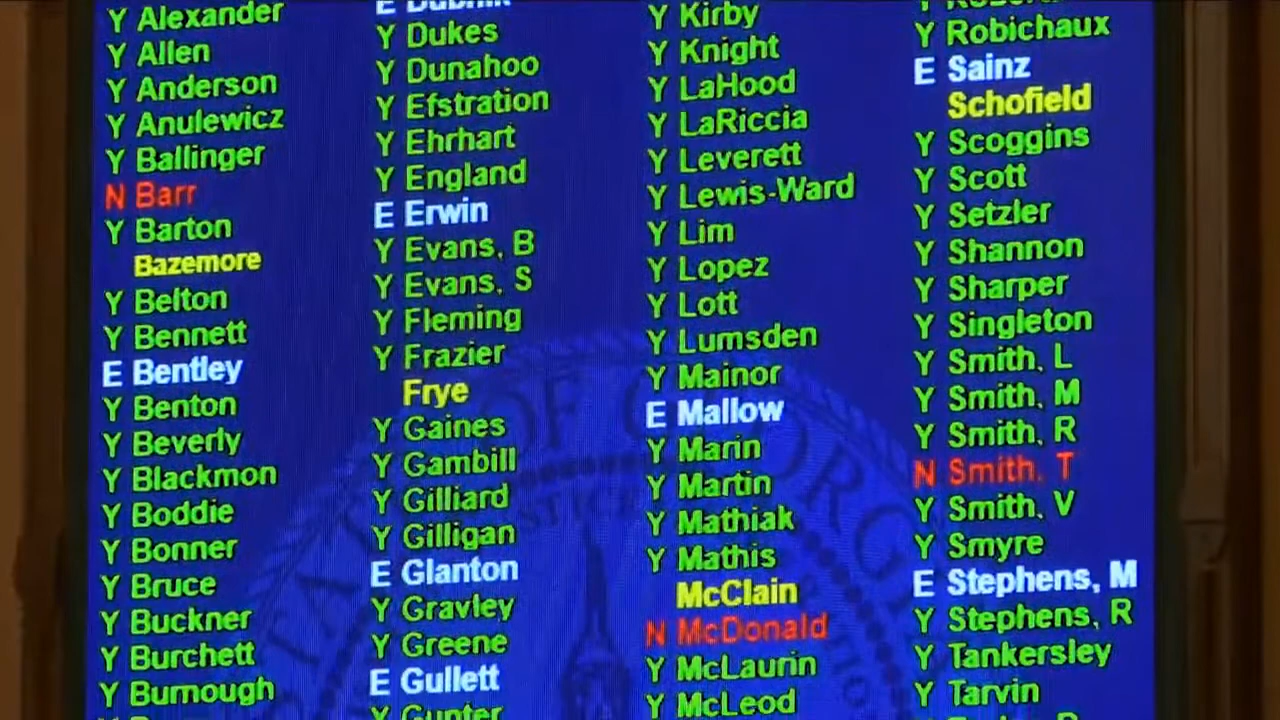 Y Alexander
Y Allen
Y Anderson
Y Anulewicz
Y Ballinger
N Barr
Y Barton
Bazemore
Y Belton
Y Bennett
E Bentley
Y Benton
Y Beverly
Y Blackmon
Y Boddie
Y Bonner
Y Bruce
Y Buckner
Y Burchett
Y Burnough
E Dubnik
Y Dukes
Y Dunahoo
Y Efstration
Y Ehrhart
Y England
E Erwin
Y Evans, B
Y Evans, S
Y Fleming
Y Frazier
Frye
Y Gaines
Y Gambill
Y Gilliard
Y Gilligan
E Glanton
Y Gravley
Y Greene
E Gullett
Y Gunter
Y Kirby
Y Knight
Y LaHood
Y LaRiccia
Y Leverett
Y Lewis-Ward
Y Lim
Y Lopez
Y Lott
Y Lumsden
Y Mainor
E Mallow
Y Marin
Y Martin
Y Mathiak
Y Mathis
McClain
N McDonald
Y McLaurin
Y McLeod
Y Robichaux
E Sainz
Schofield
Y Scoggins
Y Scott
Y Setzler
Y Shannon
Y Sharper
Y Singleton
Y Smith, L
Y Smith, M
Y Smith, R
N Smith, T
Y Smith, V
Y Smyre
E Stephens, M
Y Stephens, R
Y Tankersley
Y Tarvin